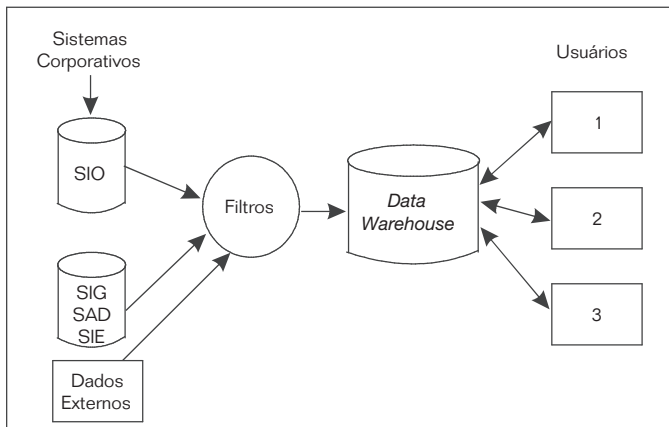 Sistemas
Corporativos
Usuários
SIO
Filtros
Data
Warehouse
1
2
3
SIG
SAD
SIE
Dados
Externos